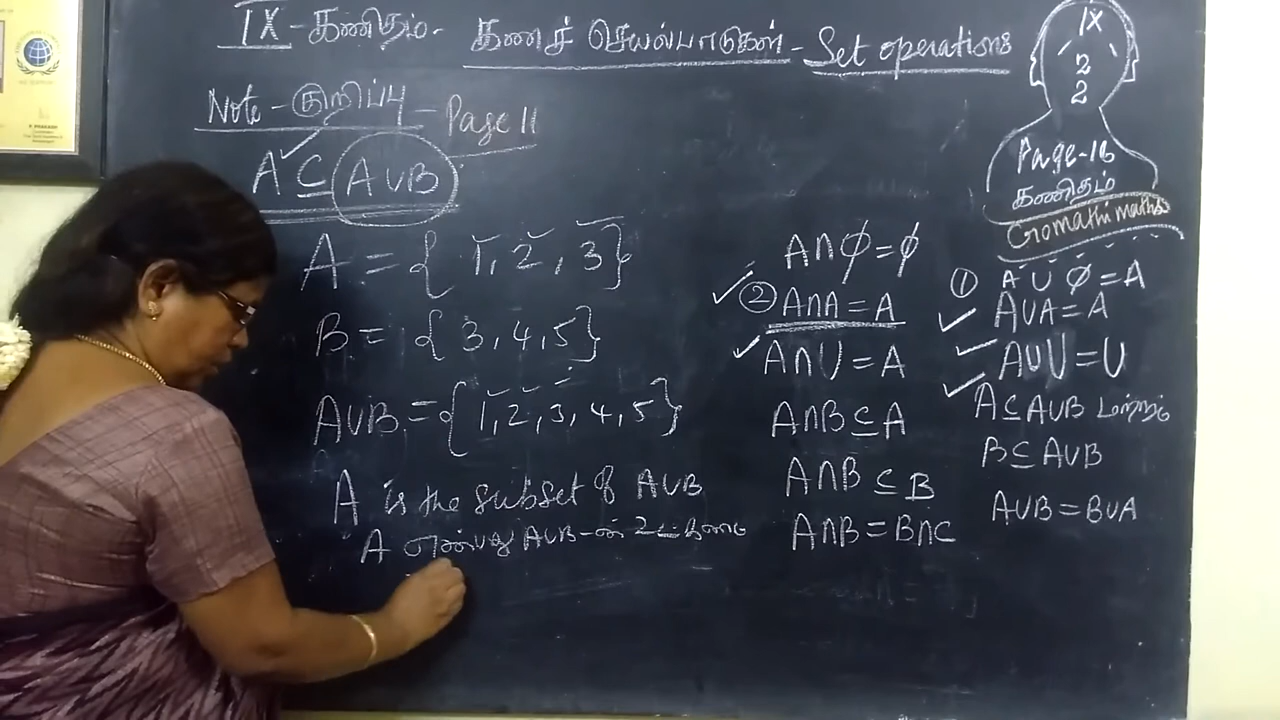 IX - கணிதம் - கணச் செயல்பாடுகள் - Set operations
Note - குறிப்பு - Page 11
A ⊆ A∪B
A = { 1, 2, 3 }
B = { 3, 4, 5 }
A∪B = { 1, 2, 3, 4, 5 }
A is the subset of A∪B
A என்பது A∪B-ன் உட்கணம்
A∩φ = φ
② A∩A = A
A∩U = A
A∩B ⊆ A
A∩B ⊆ B
A∩B = B∩C
IX
2
2
Page-16
கணிதம்
Gomathi maths
① A ∪ φ = A
A∪A = A
A∪U = U
A ⊆ A∪B மற்றும்
B ⊆ A∪B
A∪B = B∪A